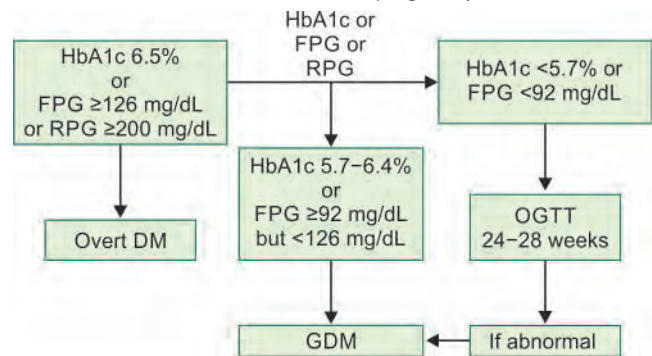 HbA1c or
FPG or
RPG
HbA1c 6.5%
or
FPG ≥126 mg/dL
or RPG ≥200 mg/dL
HbA1c <5.7% or
FPG <92 mg/dL
HbA1c 5.7–6.4%
or
FPG ≥92 mg/dL
but <126 mg/dL
Overt DM
OGTT
24–28 weeks
GDM
If abnormal